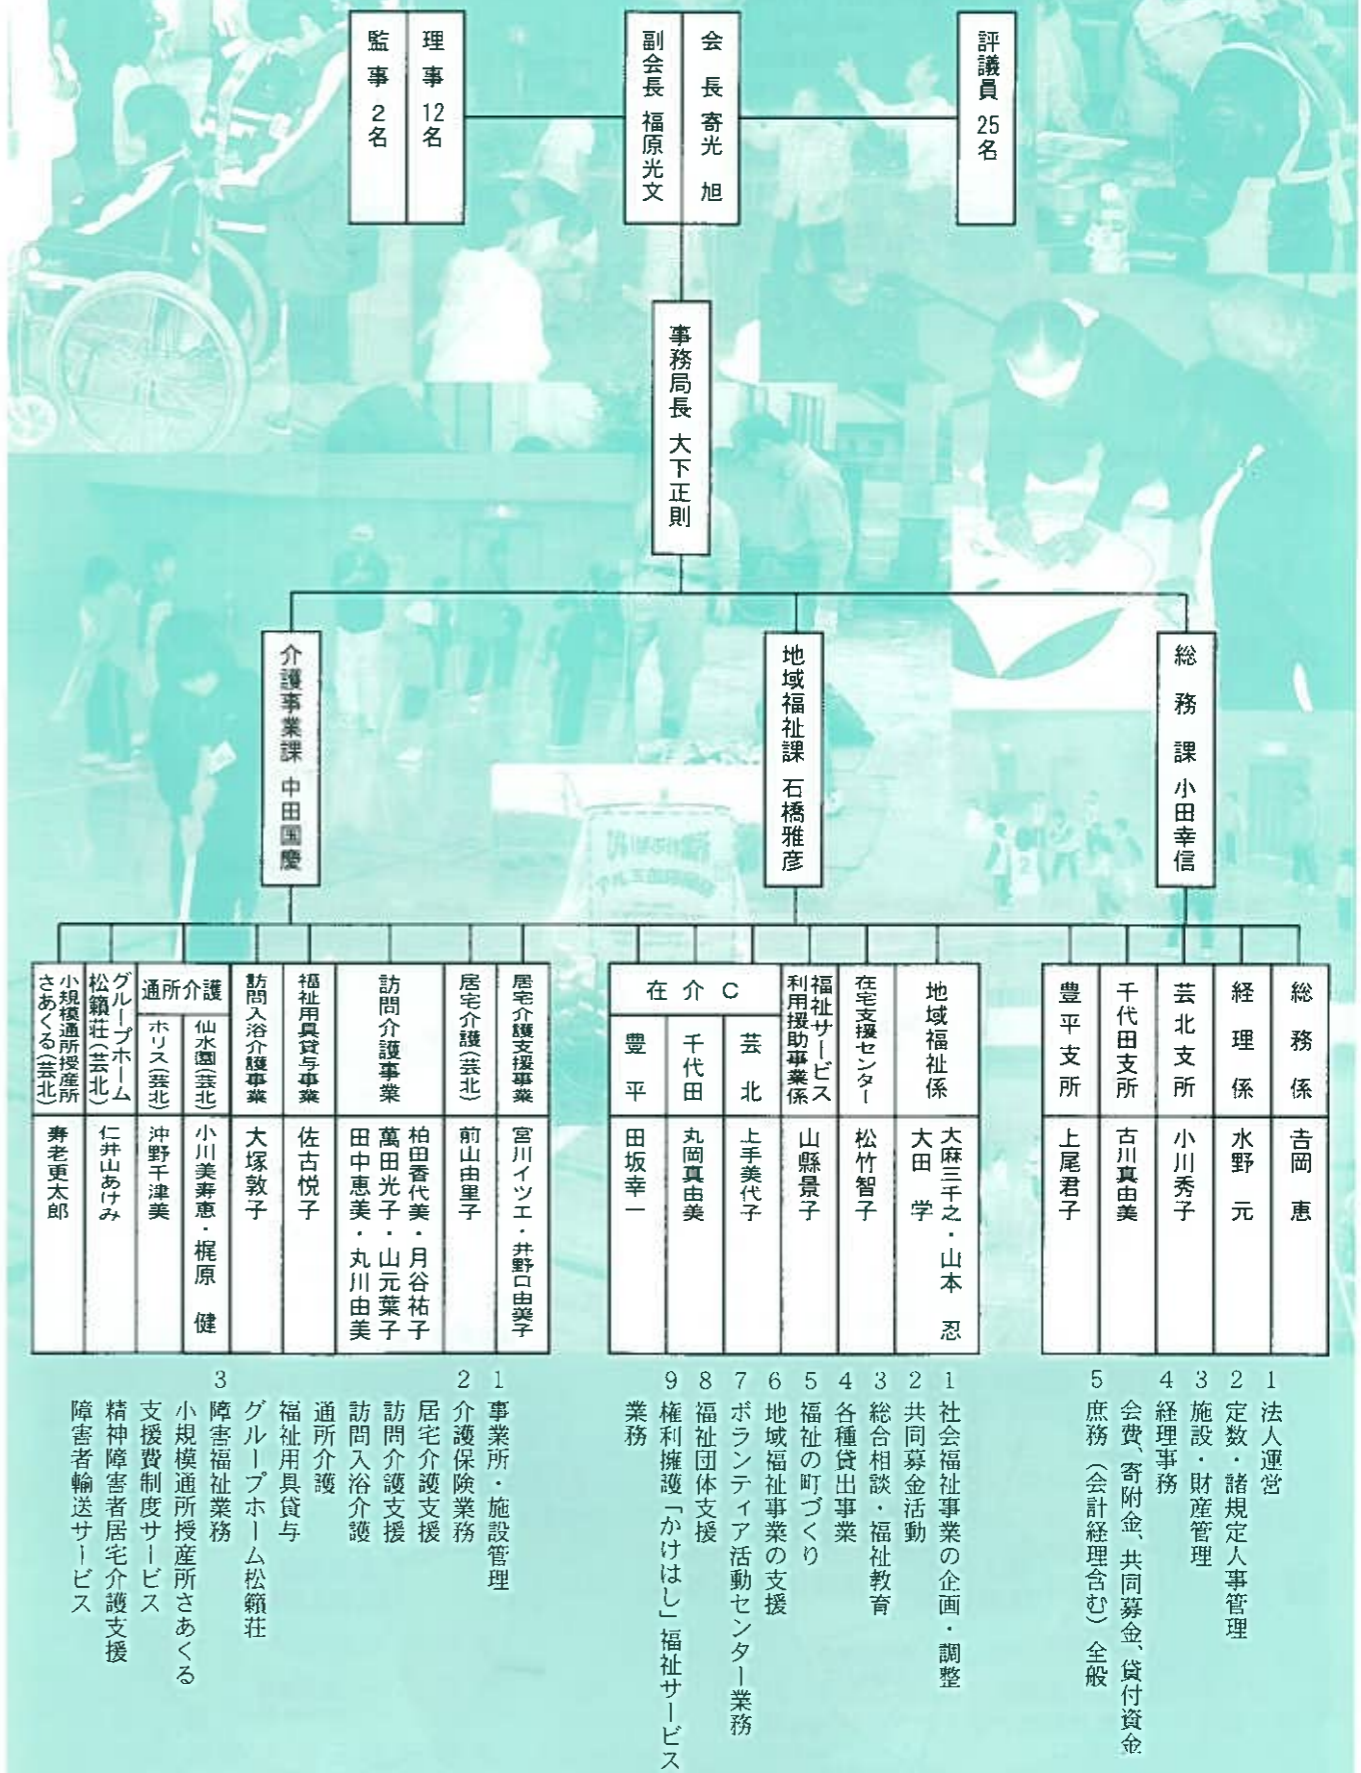 評議員 25名
会長 寄光 旭
副会長 福原光文
理事 12名
監事 2名
事務局長 大下正則
総務課 小田幸信
地域福祉課 石橋雅彦
介護事業課 中田国慶
総務係 吉岡 恵
経理係 水野 元
芸北支所 小川秀子
千代田支所 古川真由美
豊平支所 上尾君子
地域福祉係 大麻三千之・山本 忍
大田 学
在宅支援センター 松竹智子
福祉サービス
利用援助事業係 山縣景子
在介C
芸北 上手美代子
千代田 丸岡真由美
豊平 田坂幸一
居宅介護支援事業 宮川イツエ・井野口由美子
居宅介護(芸北) 前山由里子
訪問介護事業 柏田香代美・月谷祐子
萬田光子・山元葉子
田中恵美・丸川由美
福祉用具貸与事業 佐古悦子
訪問入浴介護事業 大塚敦子
通所介護
仙水園(芸北) 小川美寿恵・梶原 健
ホリス(芸北) 沖野千津美
グループホーム
松籟荘(芸北) 仁井山あけみ
小規模通所授産所
さあくる(芸北) 寿老更太郎
1 法人運営
2 定数・諸規定人事管理
3 施設・財産管理
4 経理事務
会費、寄附金、共同募金、貸付資金
5 庶務(会計経理含む)全般
1 社会福祉事業の企画・調整
2 共同募金活動
3 総合相談・福祉教育
4 各種貸出事業
5 福祉の町づくり
6 地域福祉事業の支援
7 ボランティア活動センター業務
8 福祉団体支援
9 権利擁護「かけはし」福祉サービス
業務
1 事業所・施設管理
2 介護保険業務
居宅介護支援
訪問介護支援
訪問入浴介護
通所介護
福祉用具貸与
グループホーム松籟荘
3 障害福祉業務
小規模通所授産所さあくる
支援費制度サービス
精神障害者居宅介護支援
障害者輸送サービス